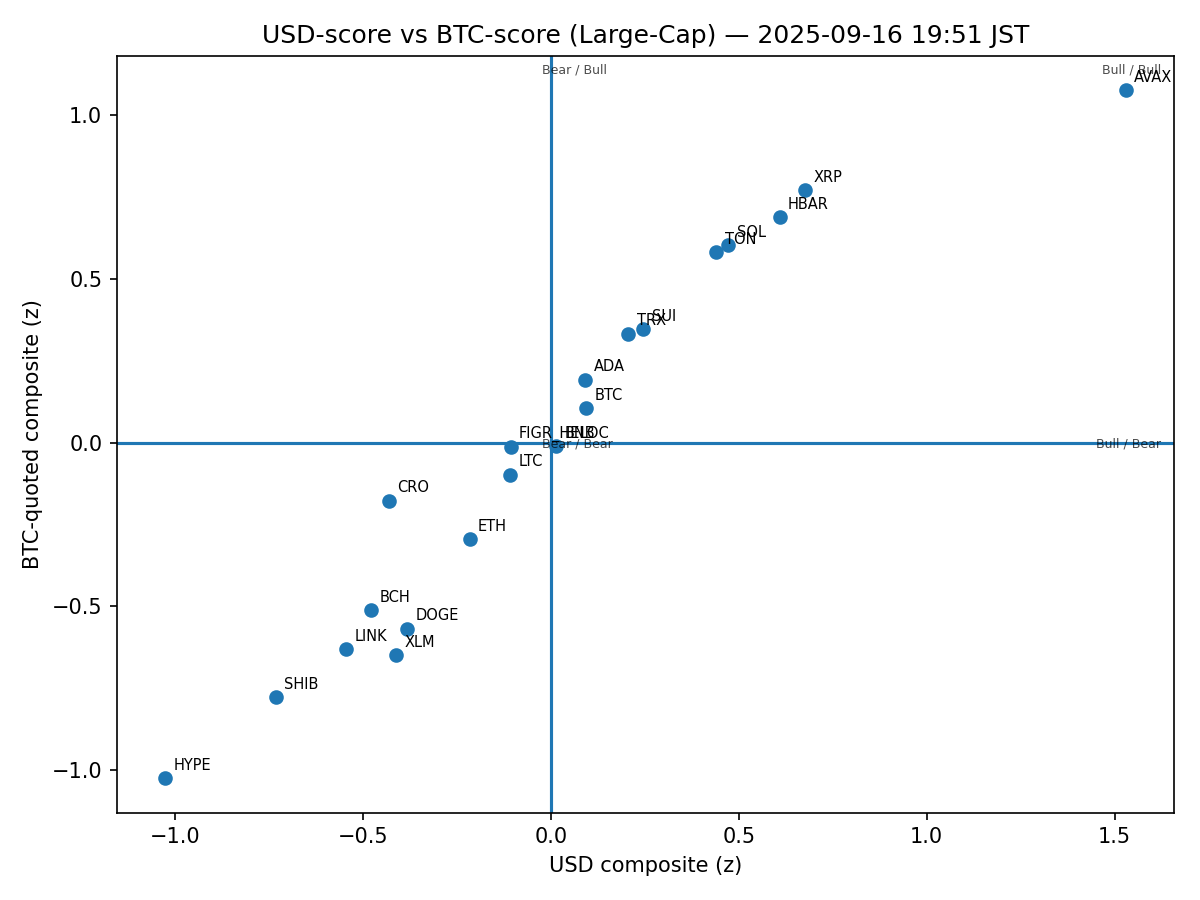 USD-score vs BTC-score (Large-Cap) — 2025-09-16 19:51 JST
Bear / Bull
Bull / Bull
AVAX
1.0
XRP
HBAR
SOL
TON
0.5
SUI
TRX
ADA
BTC
FIGR_HELOC
BNB
0.0
Bear / Bear
Bull / Bear
LTC
CRO
ETH
BCH
−0.5
DOGE
LINK
XLM
SHIB
HYPE
−1.0
BTC-quoted composite (z)
−1.0
−0.5
0.0
0.5
1.0
1.5
USD composite (z)